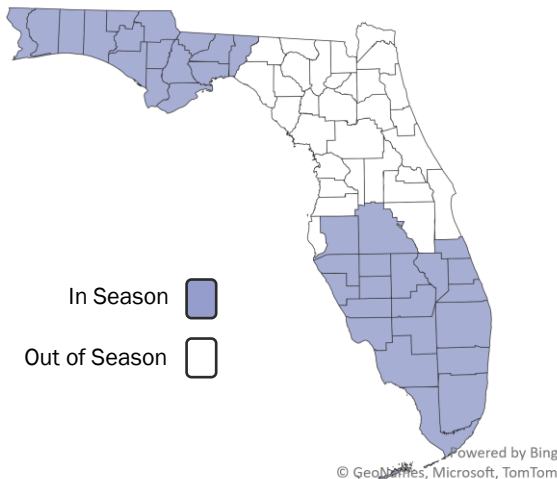 In Season
Out of Season
Powered by Bing
© GeoNames, Microsoft, TomTom